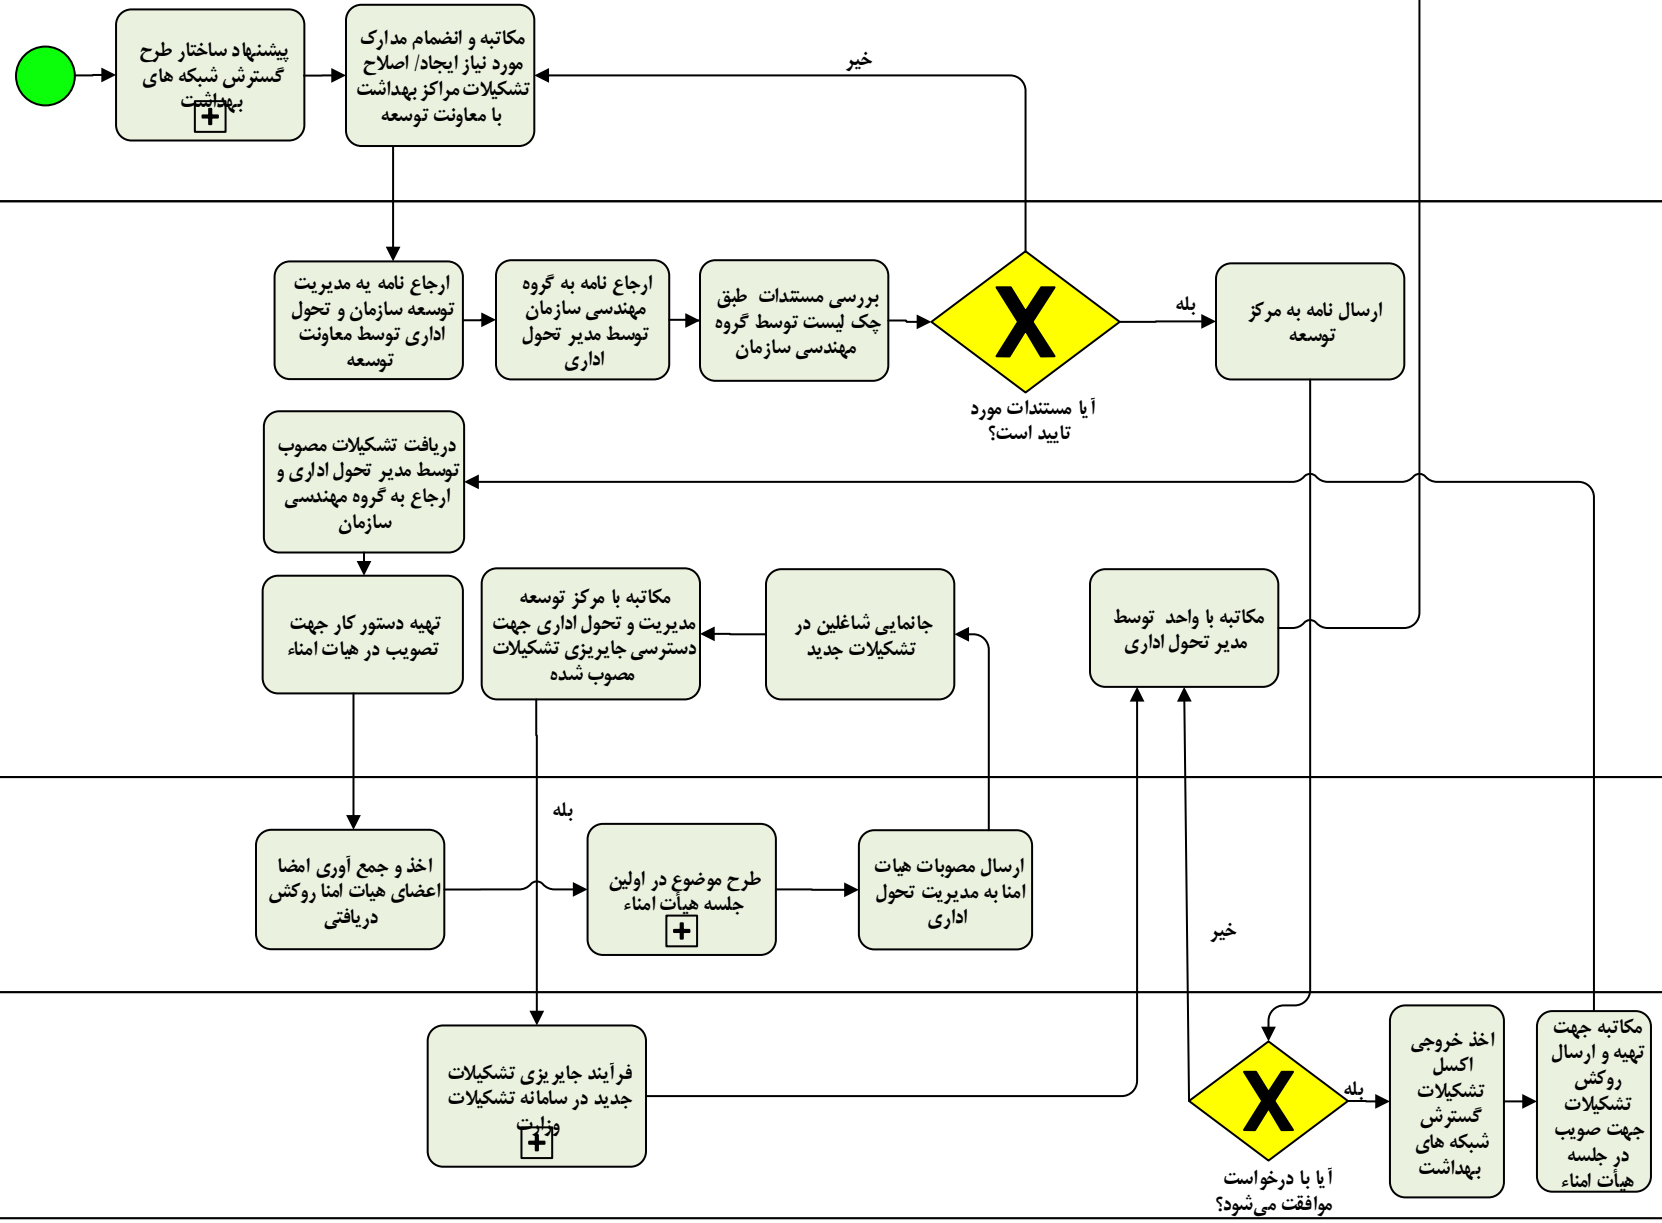 پیشنهاد ساختار طرح
گسترش شبکه های
بهداشت
مکاتبه و انضمام مدارک
مورد نیاز ایجاد/ اصلاح
تشکیلات مراکز بهداشت
با معاونت توسعه
خیر
ارجاع نامه یه مدیریت
توسعه سازمان و تحول
اداری توسط معاونت
توسعه
ارجاع نامه به گروه
مهندسی سازمان
توسط مدیر تحول
اداری
بررسی مستندات طبق
چک لیست توسط گروه
مهندسی سازمان
X
آیا مستندات مورد
تایید است؟
بله
ارسال نامه به مرکز
توسعه
دریافت تشکیلات مصوب
توسط مدیر تحول اداری و
ارجاع به گروه مهندسی
سازمان
تهیه دستور کار جهت
تصویب در هیات امناء
مکاتبه با مرکز توسعه
مدیریت و تحول اداری جهت
دسترسی جایریزی تشکیلات
مصوب شده
جانمایی شاغلین در
تشکیلات جدید
مکاتبه با واحد توسط
مدیر تحول اداری
بله
اخذ و جمع آوری امضا
اعضای هیات امنا روکش
دریافتی
طرح موضوع در اولین
جلسه هیأت امناء
ارسال مصوبات هیات
امنا به مدیریت تحول
اداری
خیر
فرآیند جایریزی تشکیلات
جدید در سامانه تشکیلات
وزارت
X
آیا با درخواست
موافقت می‌شود؟
بله
اخذ خروجی
اکسل
تشکیلات
گسترش
شبکه های
بهداشت
مکاتبه جهت
تهیه و ارسال
روکش
تشکیلات
جهت صویب
در جلسه
هیأت امناء